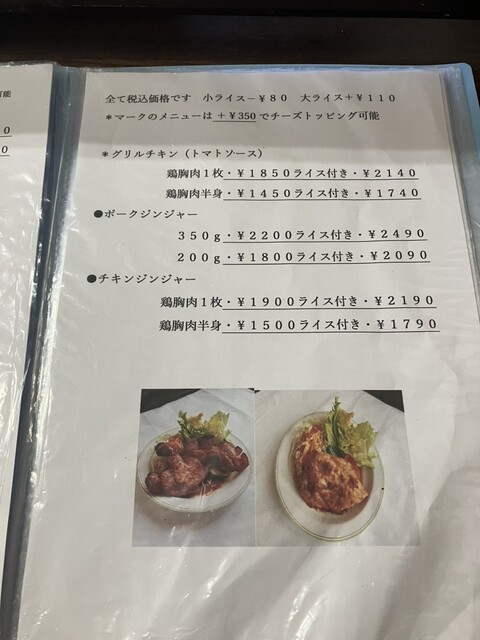 可能
0
0
全て税込価格です 小ライス－￥８０ 大ライス＋￥１１０
＊マークのメニューは＋¥350でチーズトッピング可能
＊グリルチキン（トマトソース）
鶏胸肉１枚・￥１８５０ライス付き・￥２１４０
鶏胸肉半身・￥１４５０ライス付き・￥１７４０
●ポークジンジャー
３５０ｇ・￥２２００ライス付き・￥２４９０
２００ｇ・￥１８００ライス付き・￥２０９０
●チキンジンジャー
鶏胸肉１枚・￥１９００ライス付き・￥２１９０
鶏胸肉半身・￥１５００ライス付き・￥１７９０